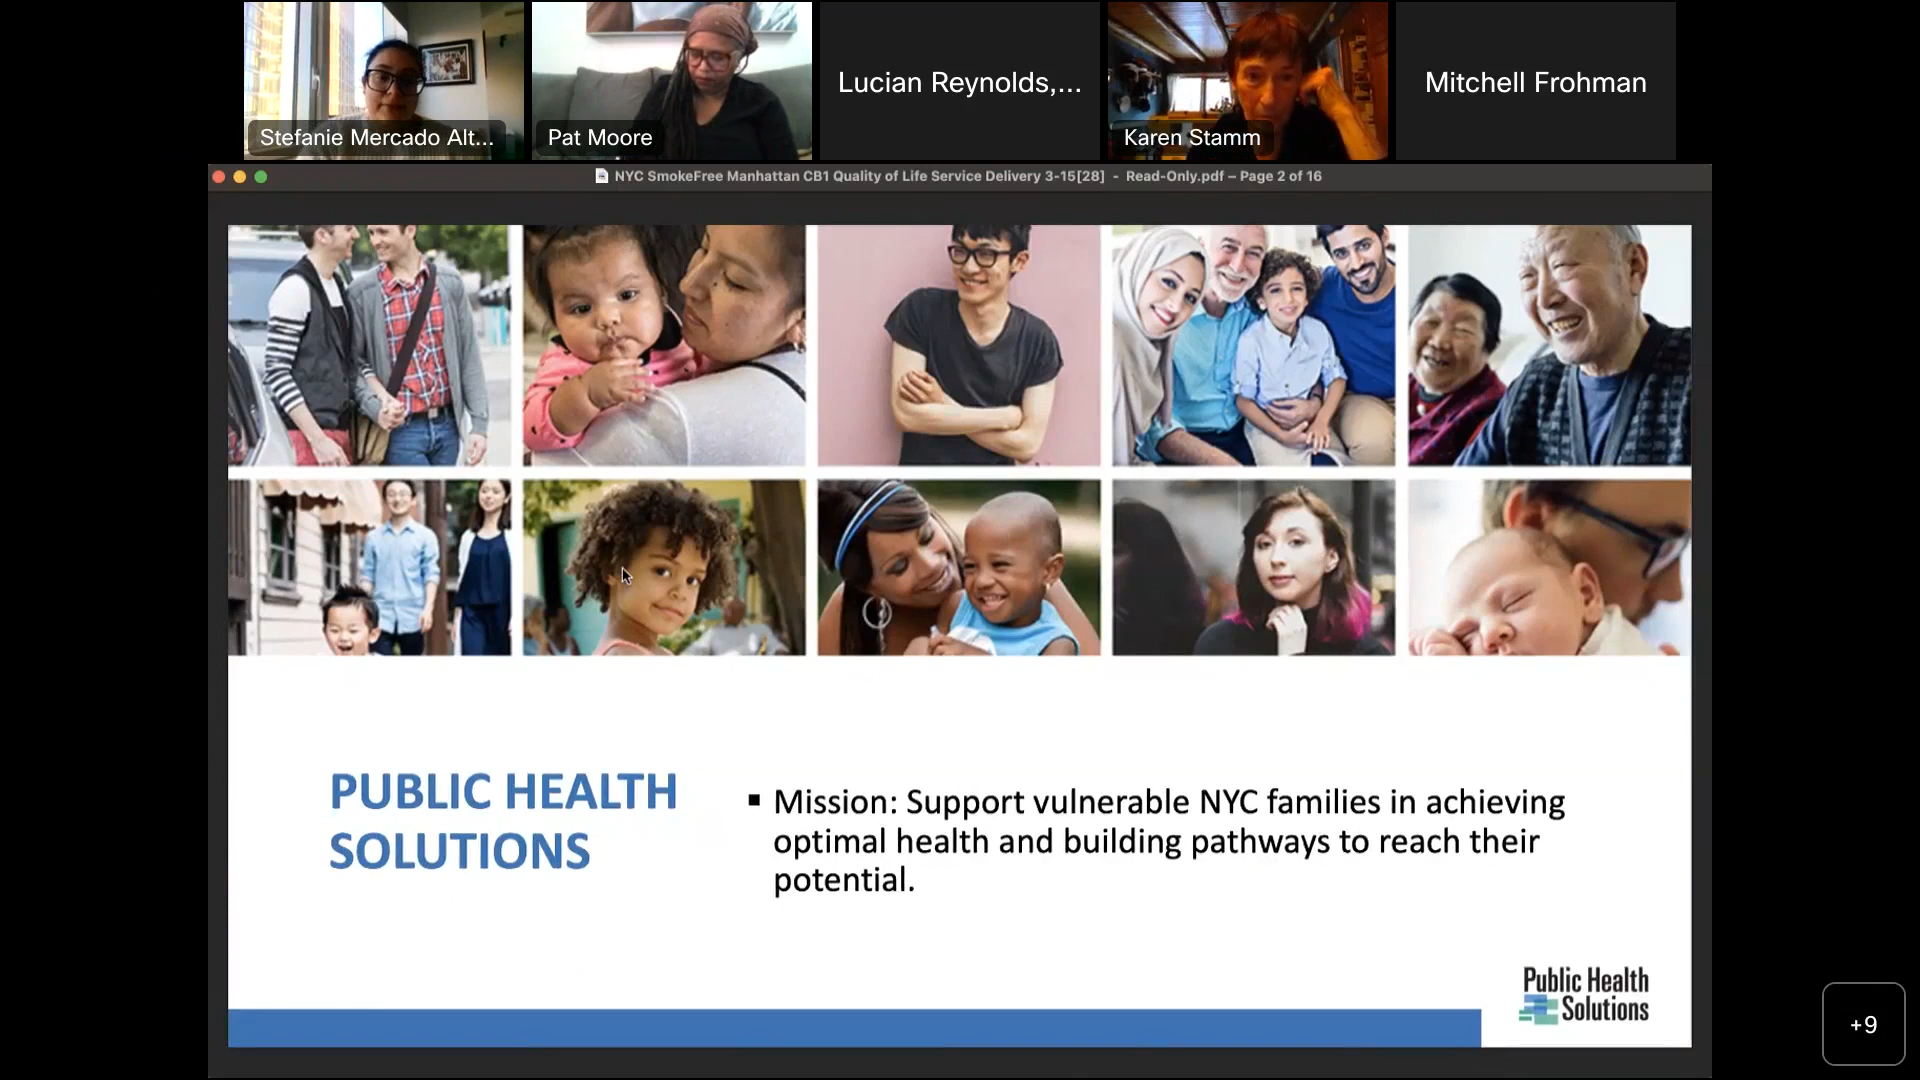 Stefanie Mercado Alt...
Pat Moore
Lucian Reynolds,...
Karen Stamm
Mitchell Frohman
NYC SmokeFree Manhattan CB1 Quality of Life Service Delivery 3-15[28] - Read-Only.pdf – Page 2 of 16
PUBLIC HEALTH
SOLUTIONS
▪ Mission: Support vulnerable NYC families in achieving
optimal health and building pathways to reach their
potential.
Public Health
Solutions
+9